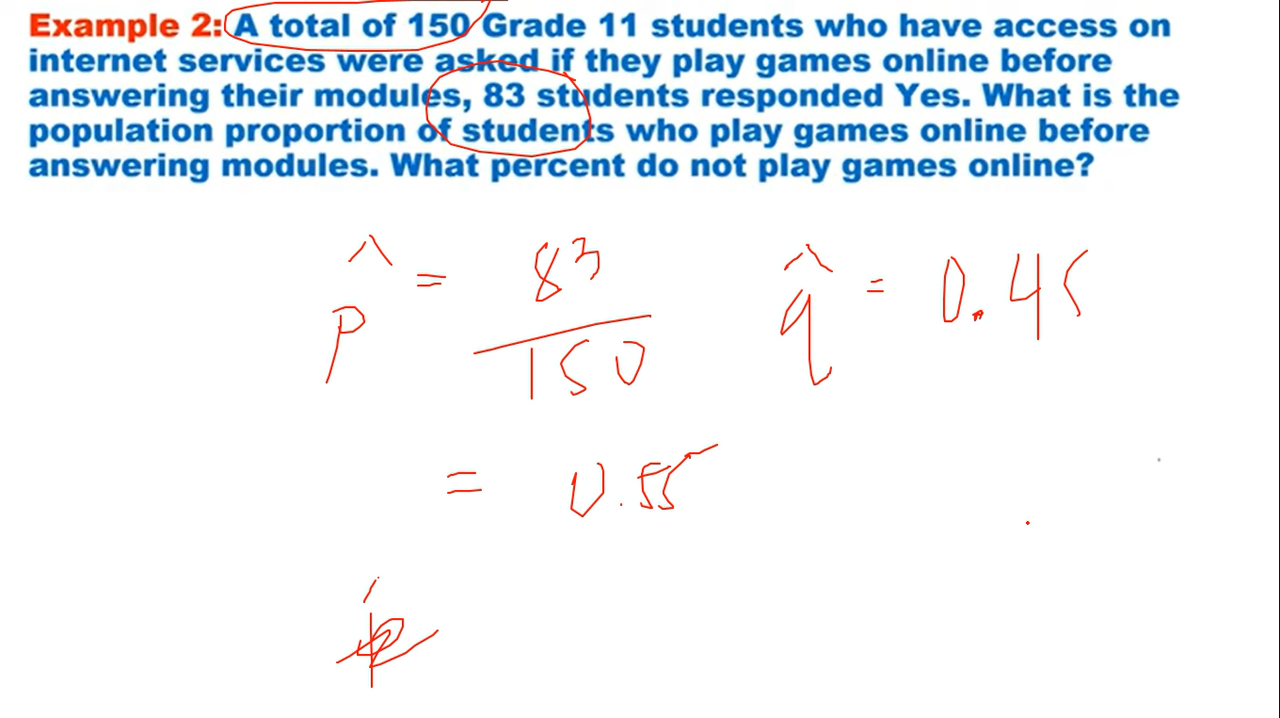 Example 2: A total of 150 Grade 11 students who have access on
internet services were asked if they play games online before
answering their modules, 83 students responded Yes. What is the
population proportion of students who play games online before
answering modules. What percent do not play games online?
p̂ = 83/150 q̂ = 0.45
= 0.55